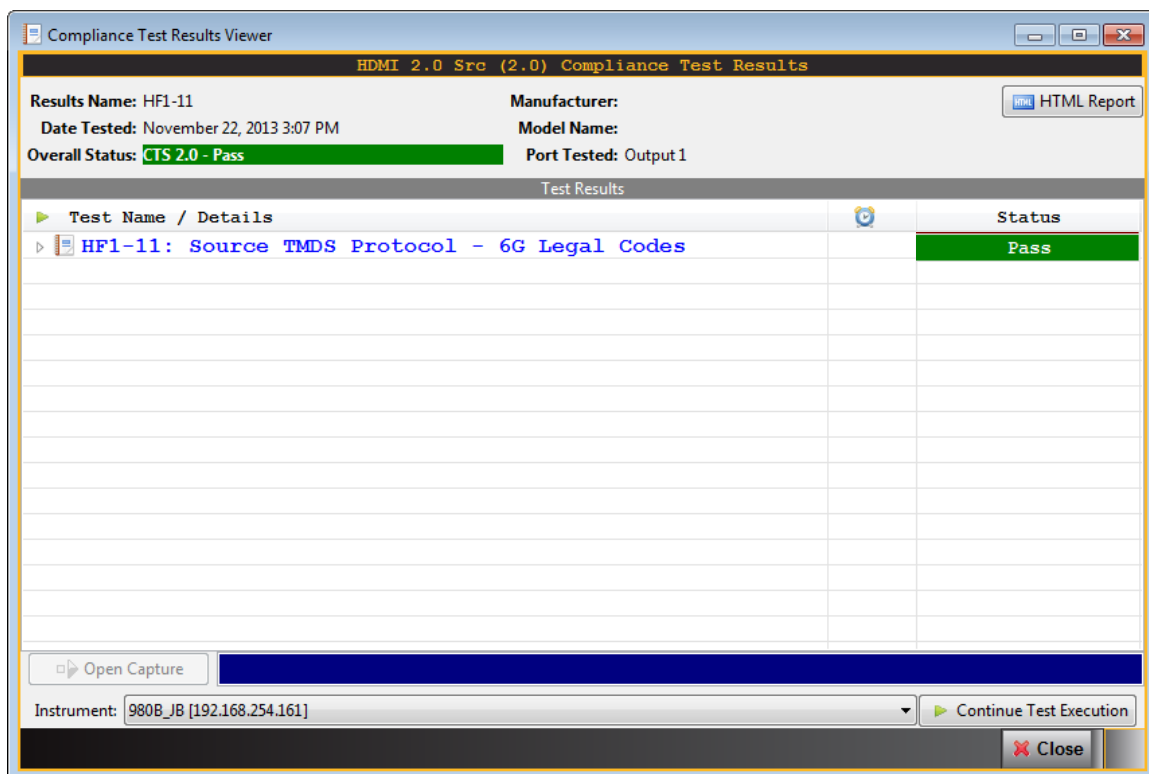 Compliance Test Results Viewer
HDMI 2.0 Src (2.0) Compliance Test Results
Results Name: HF1-11 Manufacturer: HTML HTML Report
Date Tested: November 22, 2013 3:07 PM Model Name:
Overall Status: CTS 2.0 - Pass Port Tested: Output 1
Test Results
Test Name / Details Status
HF1-11: Source TMDS Protocol - 6G Legal Codes Pass
Open Capture
Instrument: 980B_JB [192.168.254.161] Continue Test Execution
Close